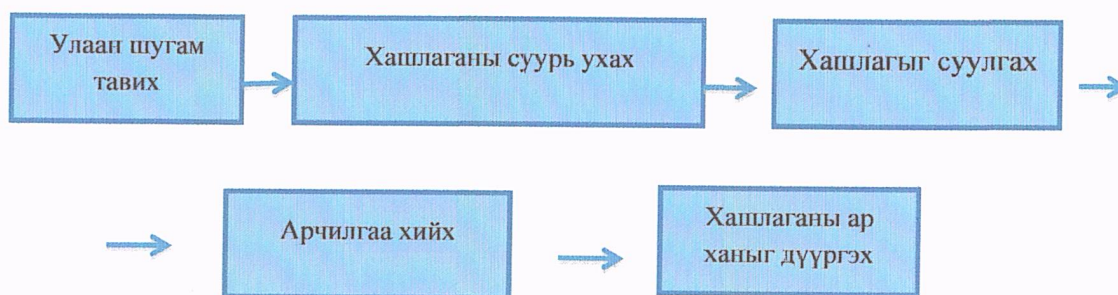 Улаан шугам
тавих
Хашлаганы суурь ухах
Хашлагыг суулгах
Арчилгаа хийх
Хашлаганы ар
ханыг дүүргэх